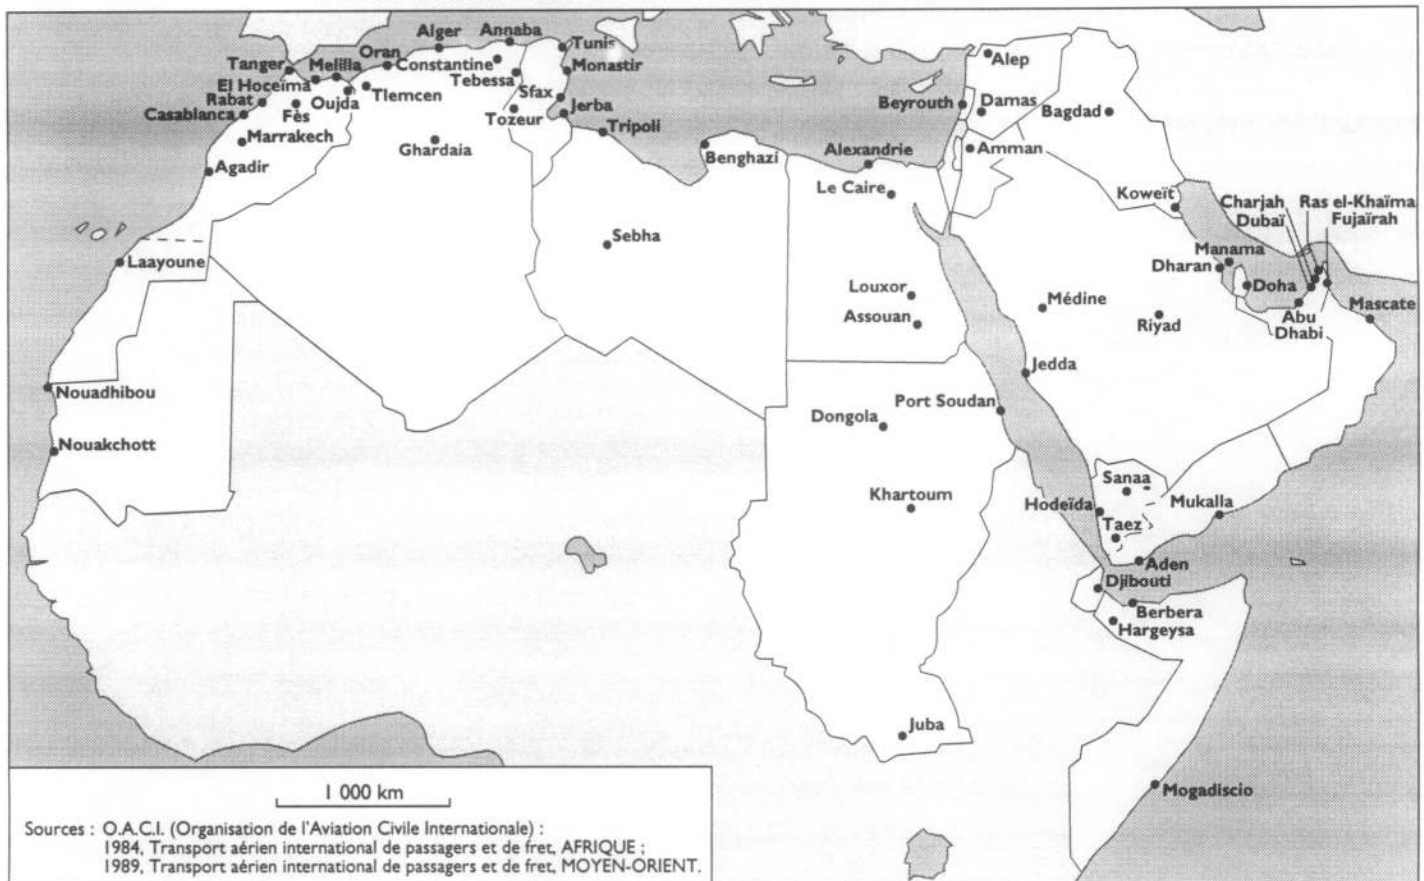 Alger
Annaba
Tunis
Oran
Constantine
Monastir
Tanger
Melilla
Tebessa
Alep
El Hoceïma
Rabat
Oujda
Tlemcen
Sfax
Jerba
Beyrouth
Damas
Bagdad
Casablanca
Fès
Tozeur
Tripoli
Marrakech
Ghardaia
Benghazi
Alexandrie
Amman
Agadir
Le Caire
Koweït
Charjah
Ras el-Khaïma
Dubaï
Fujaïrah
Sebha
Manama
Laayoune
Dharan
Louxor
Médine
Doha
Assouan
Riyad
Abu
Dhabi
Mascate
Jedda
Nouadhibou
Port Soudan
Dongola
Nouakchott
Sanaa
Khartoum
Hodeïda
Mukalla
Taez
Aden
Djibouti
Berbera
Hargeysa
Juba
Mogadiscio
1 000 km
Sources : O.A.C.I. (Organisation de l'Aviation Civile Internationale) :
1984, Transport aérien international de passagers et de fret, AFRIQUE ;
1989, Transport aérien international de passagers et de fret, MOYEN-ORIENT.